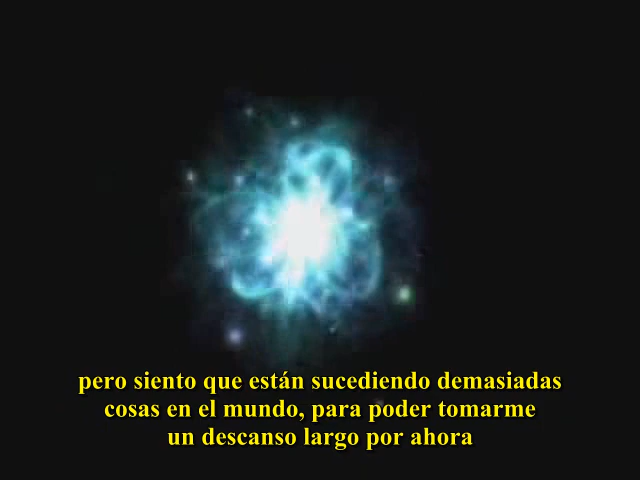 pero siento que están sucediendo demasiadas
cosas en el mundo, para poder tomarme
un descanso largo por ahora